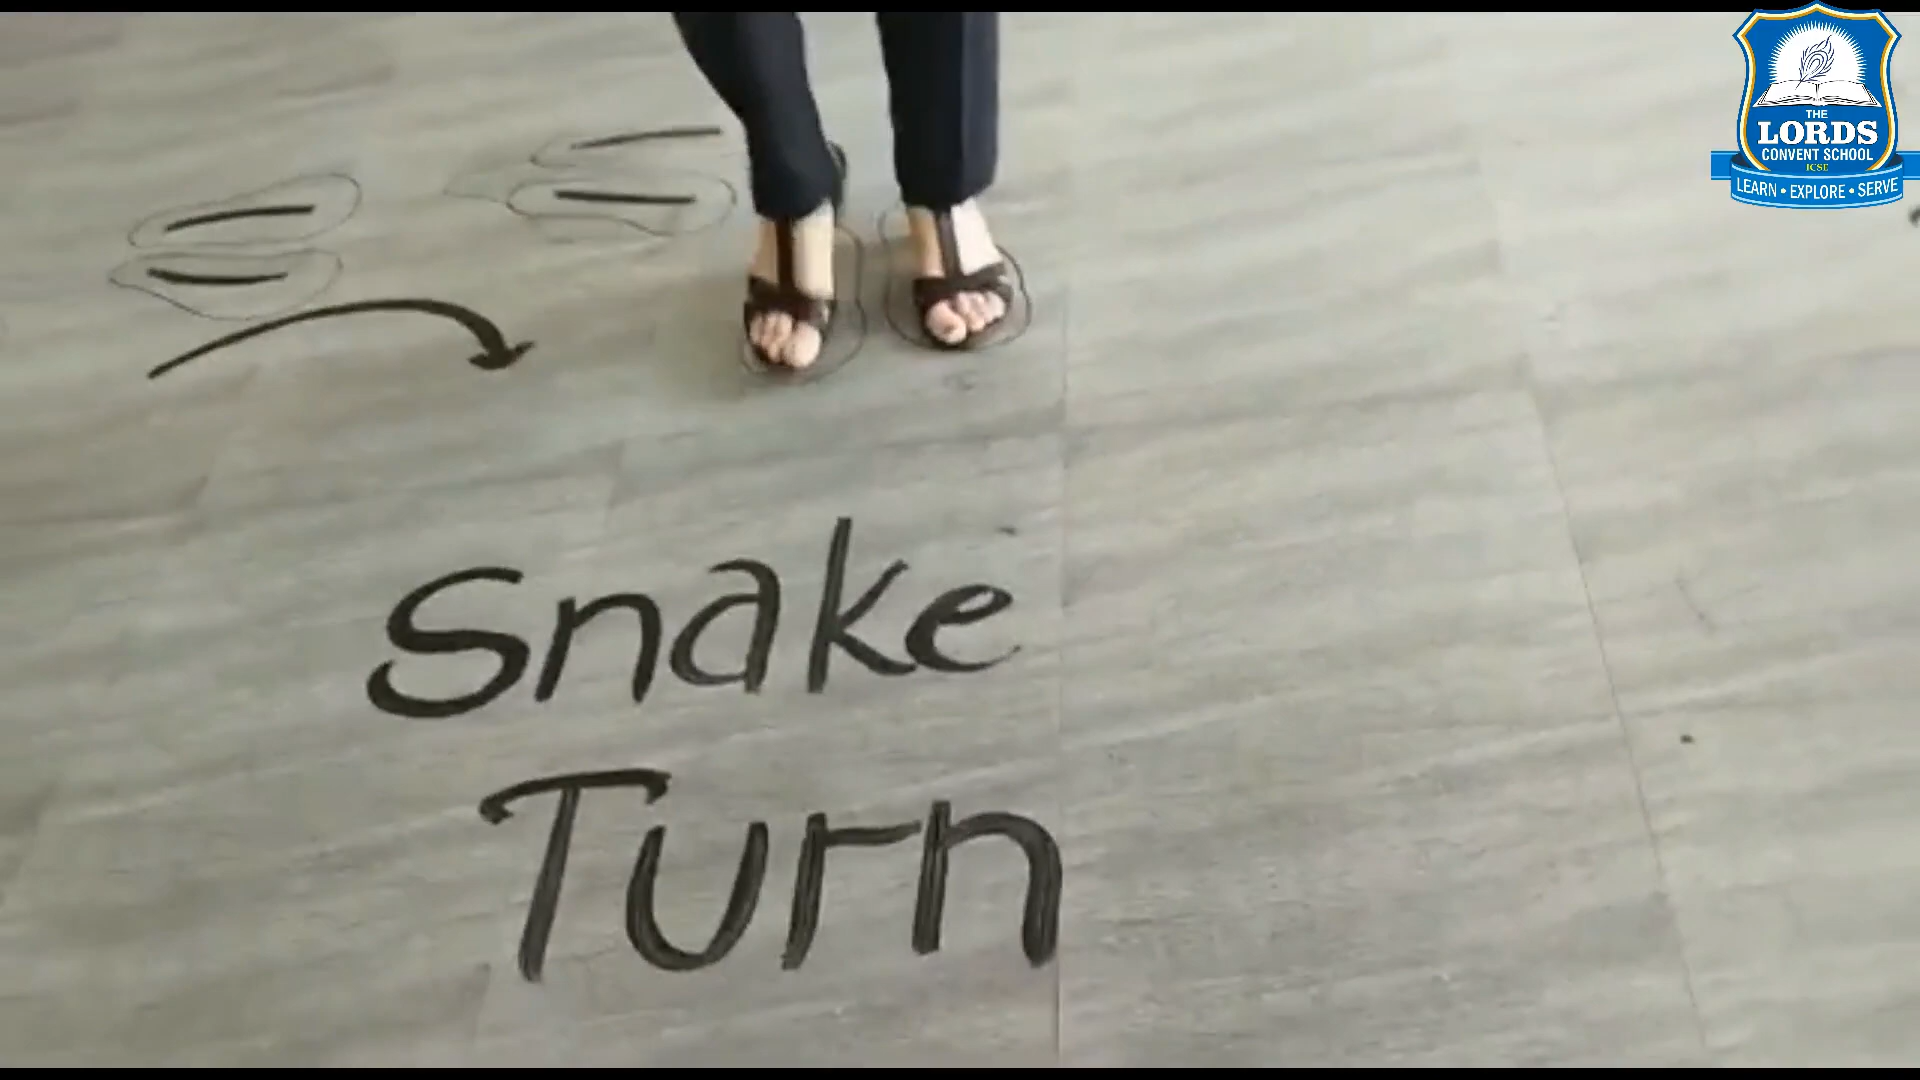 THE
LORDS
CONVENT SCHOOL
ICSE
LEARN • EXPLORE • SERVE
Snake
Turn